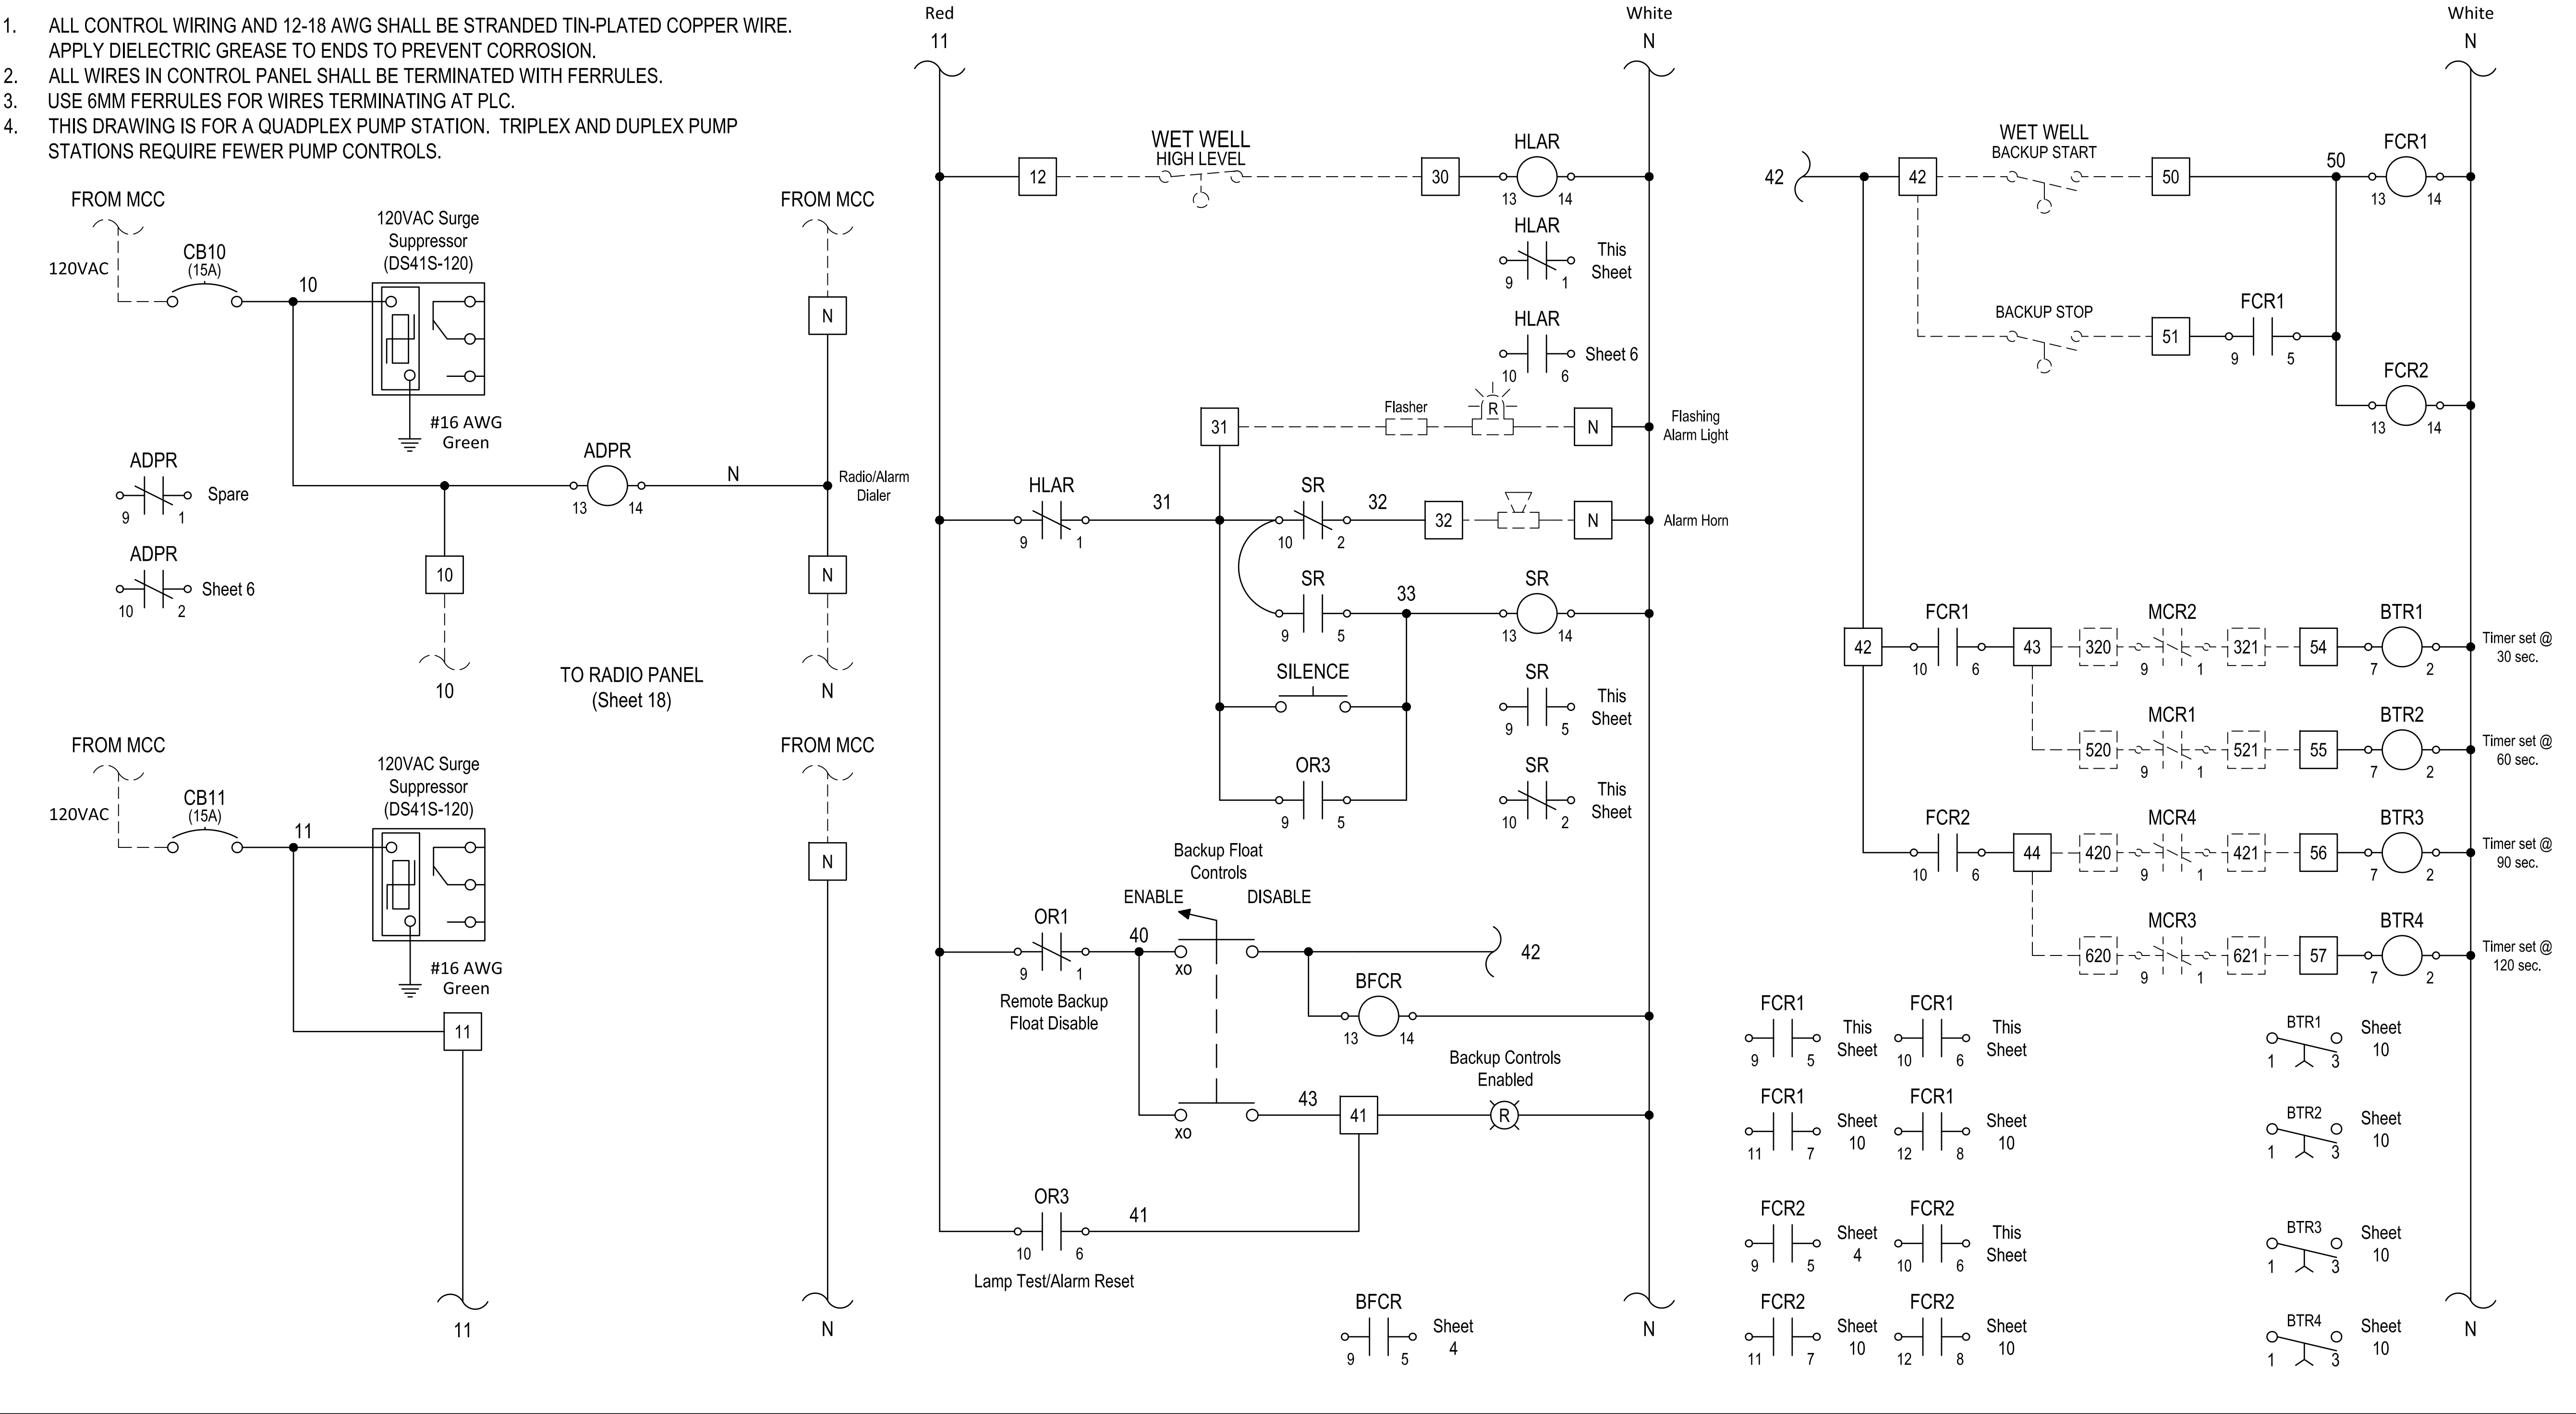 1. ALL CONTROL WIRING AND 12-18 AWG SHALL BE STRANDED TIN-PLATED COPPER WIRE.
APPLY DIELECTRIC GREASE TO ENDS TO PREVENT CORROSION.
2. ALL WIRES IN CONTROL PANEL SHALL BE TERMINATED WITH FERRULES.
3. USE 6MM FERRULES FOR WIRES TERMINATING AT PLC.
4. THIS DRAWING IS FOR A QUADPLEX PUMP STATION. TRIPLEX AND DUPLEX PUMP
STATIONS REQUIRE FEWER PUMP CONTROLS.
FROM MCC
120VAC
CB10
(15A)
10
120VAC Surge
Suppressor
(DS41S-120)
#16 AWG
Green
FROM MCC
N
ADPR
9 1
Spare
ADPR
10 2
Sheet 6
ADPR
13 14
N
Radio/Alarm
Dialer
10
N
10
TO RADIO PANEL
(Sheet 18)
N
FROM MCC
120VAC
CB11
(15A)
11
120VAC Surge
Suppressor
(DS41S-120)
#16 AWG
Green
FROM MCC
N
11
11
N
Red
11
White
N
12
WET WELL
HIGH LEVEL
30
HLAR
13 14
HLAR
9 1
This
Sheet
HLAR
10 6
Sheet 6
31
Flasher
R
N
Flashing
Alarm Light
HLAR
9 1
31
SR
10 2
32
32
N
Alarm Horn
SR
9 5
33
SR
13 14
SILENCE
SR
9 5
This
Sheet
OR3
9 5
SR
10 2
This
Sheet
Backup Float
Controls
ENABLE
DISABLE
OR1
9 1
Remote Backup
Float Disable
40
xo
42
BFCR
13 14
xo
43
41
Backup Controls
Enabled
R
OR3
10 6
41
Lamp Test/Alarm Reset
BFCR
9 5
Sheet
4
N
White
N
42
42
WET WELL
BACKUP START
50
50
FCR1
13 14
BACKUP STOP
51
FCR1
9 5
FCR2
13 14
42
FCR1
10 6
43
320
MCR2
9 1
321
54
BTR1
7 2
Timer set @
30 sec.
520
MCR1
9 1
521
55
BTR2
7 2
Timer set @
60 sec.
FCR2
10 6
44
420
MCR4
9 1
421
56
BTR3
7 2
Timer set @
90 sec.
620
MCR3
9 1
621
57
BTR4
7 2
Timer set @
120 sec.
FCR1
9 5
This
Sheet
FCR1
10 6
This
Sheet
BTR1
1 3
Sheet
10
FCR1
11 7
Sheet
10
FCR1
12 8
Sheet
10
BTR2
1 3
Sheet
10
FCR2
9 5
Sheet
4
FCR2
10 6
This
Sheet
BTR3
1 3
Sheet
10
FCR2
11 7
Sheet
10
FCR2
12 8
Sheet
10
BTR4
1 3
Sheet
10
N